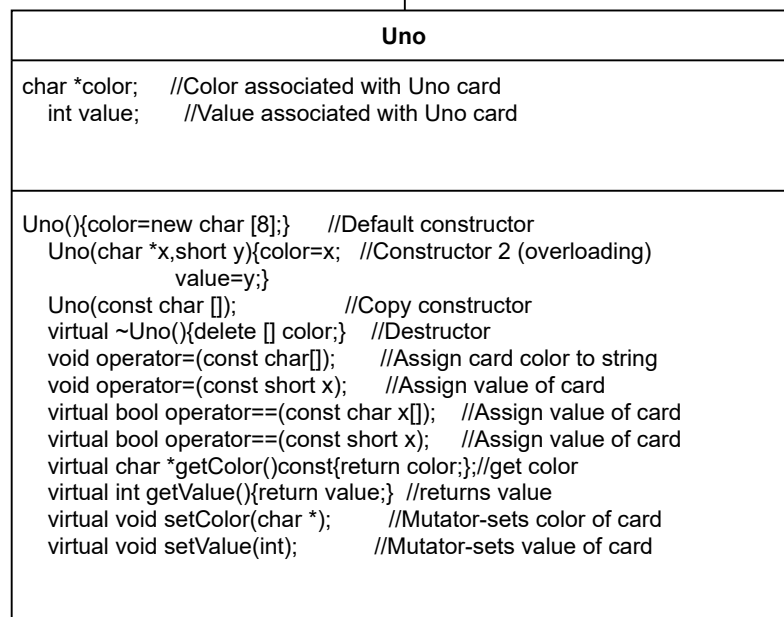 Uno
char *color;     //Color associated with Uno card
int value;       //Value associated with Uno card
Uno(){color=new char [8];}     //Default constructor
Uno(char *x,short y){color=x;   //Constructor 2 (overloading)
value=y;}
Uno(const char []);                  //Copy constructor
virtual ~Uno(){delete [] color;}   //Destructor
void operator=(const char[]);      //Assign card color to string
void operator=(const short x);     //Assign value of card
virtual bool operator==(const char x[]);   //Assign value of card
virtual bool operator==(const short x);   //Assign value of card
virtual char *getColor()const{return color;};//get color
virtual int getValue(){return value;}  //returns value
virtual void setColor(char *);         //Mutator-sets color of card
virtual void setValue(int);            //Mutator-sets value of card